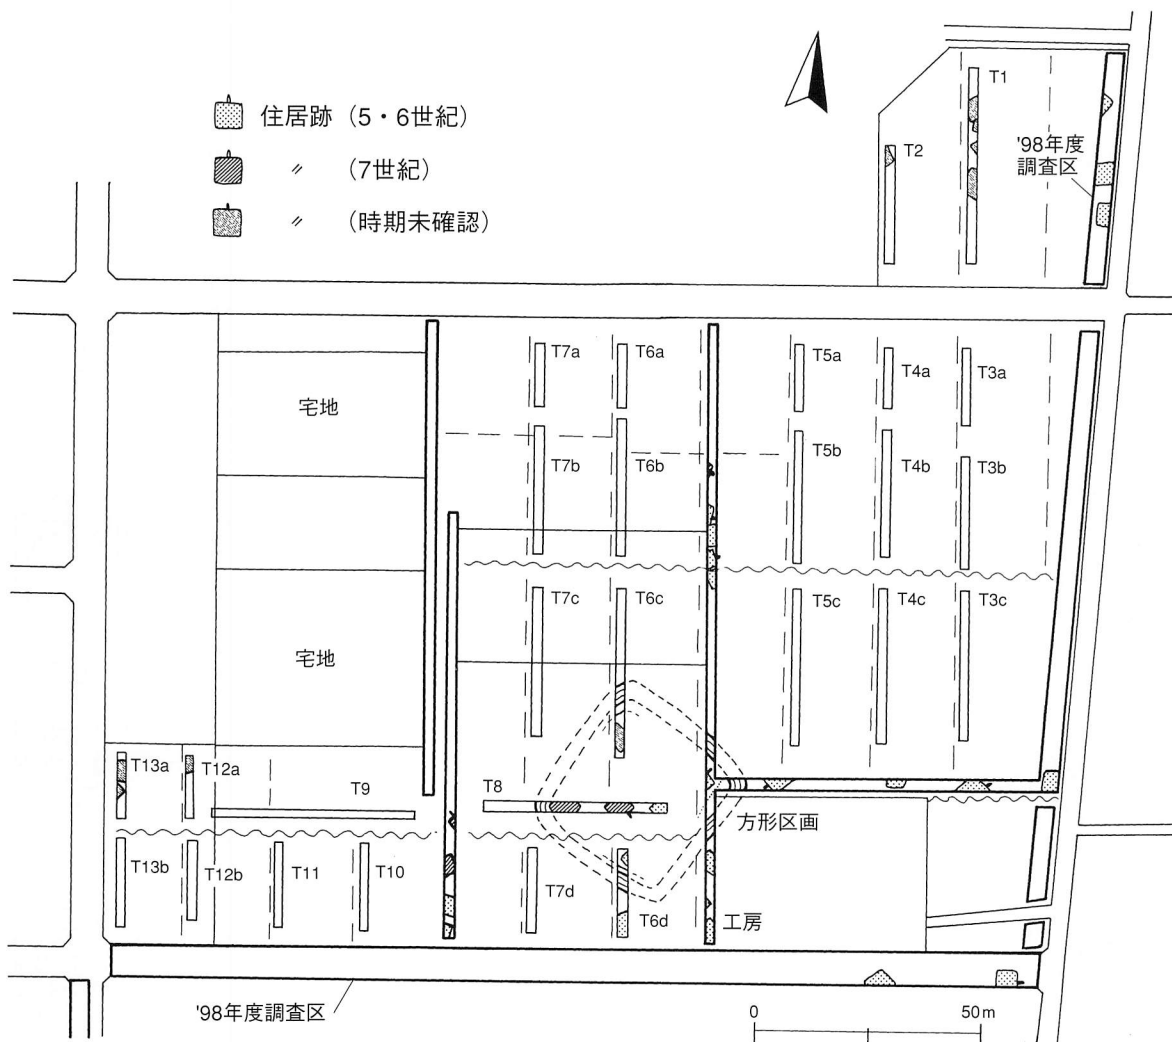 住居跡（5・6世紀）
〃（7世紀）
〃（時期未確認）
T1
T2
'98年度
調査区
T7a
T6a
T5a
T4a
T3a
宅地
T7b
T6b
T5b
T4b
T3b
T7c
T6c
T5c
T4c
T3c
宅地
T13a
T12a
T9
T8
方形区画
T13b
T12b
T11
T10
T7d
T6d
工房
'98年度調査区
0
50m